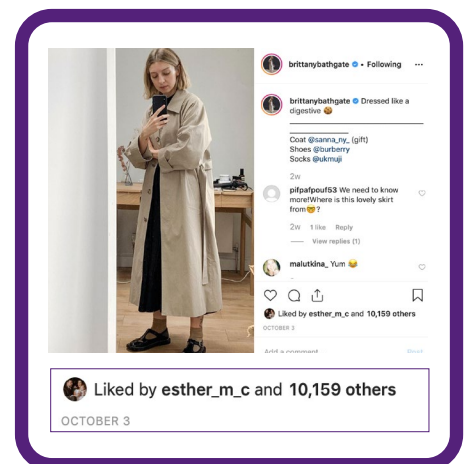 brittanybathgate • Following
brittanybathgate Dressed like a
digestive 🍪
Coat @sanna_ny_ (gift)
Shoes @burberry
Socks @ukmuji
2w
pifpafpouf53 We need to know
more!Where is this lovely skirt
from🤓?
2w 1 like Reply
View replies (1)
malutkina_ Yum 😂
Liked by esther_m_c and 10,159 others
OCTOBER 3
Add a comment... Post
Liked by esther_m_c and 10,159 others
OCTOBER 3